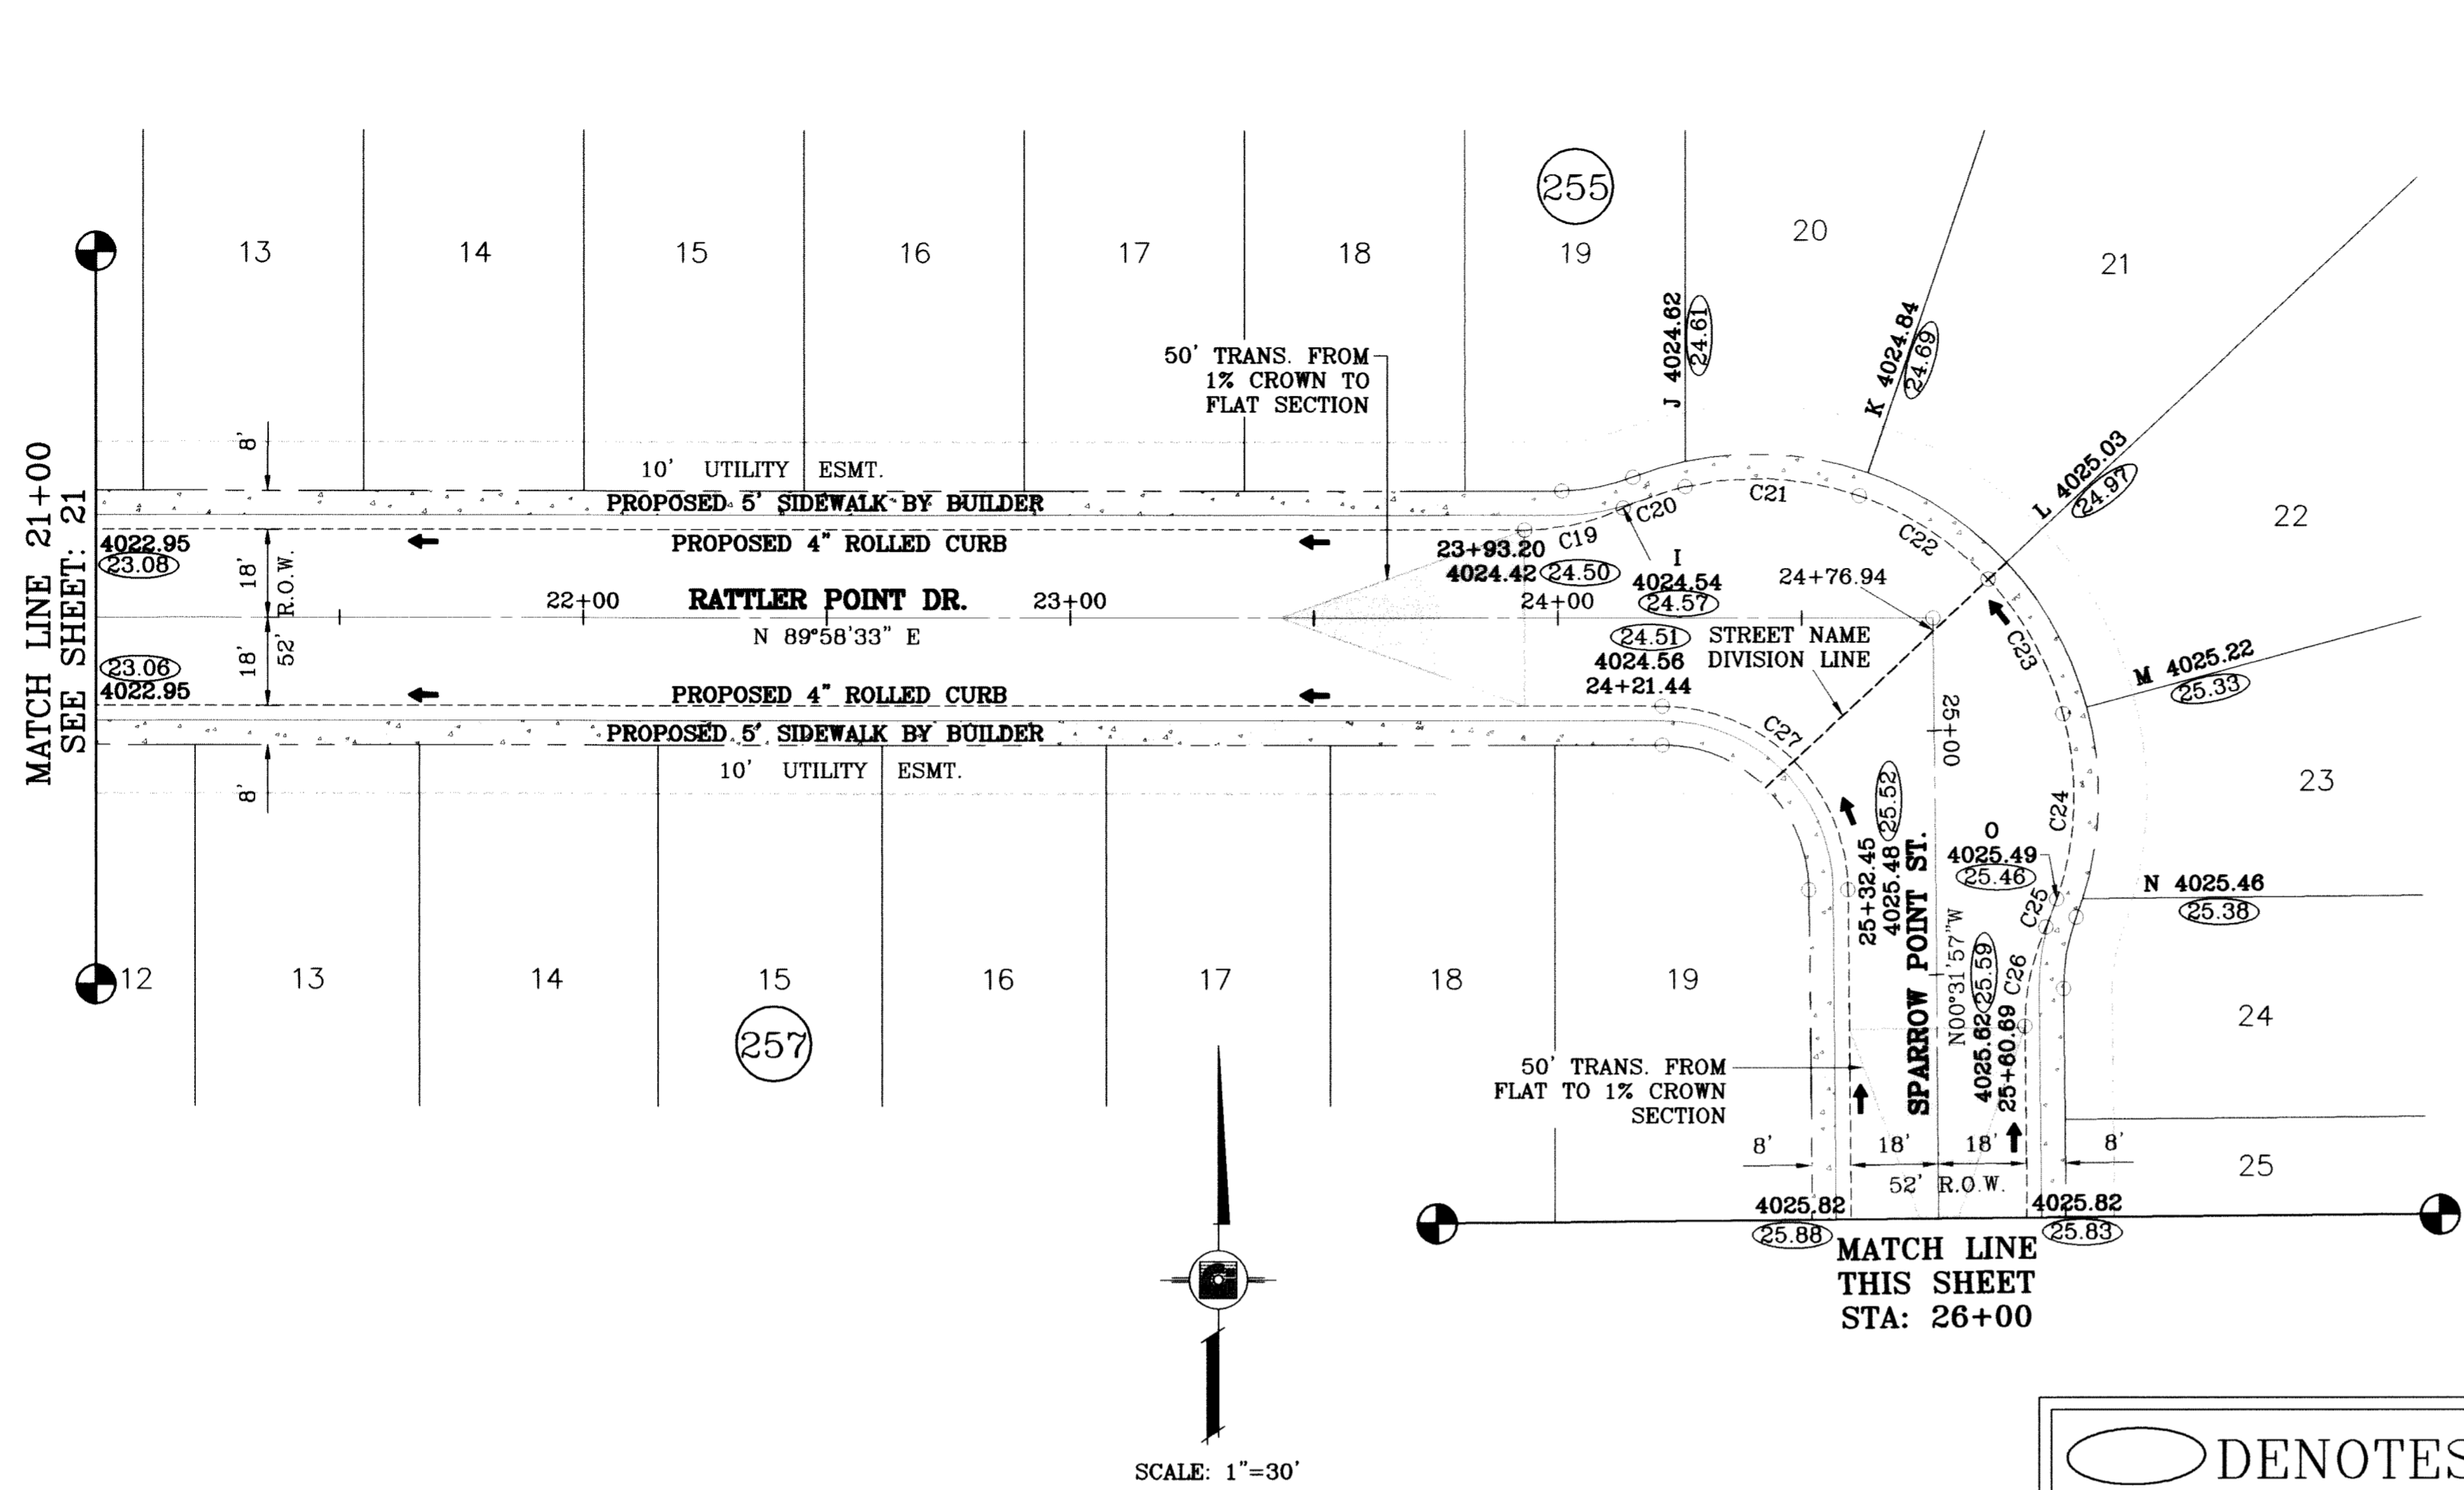 255
13
14
15
16
17
18
19
20
21
22
23
24
25
50' TRANS. FROM
1% CROWN TO
FLAT SECTION
J 4024.62
24.61
K 4024.84
24.69
L 4025.03
24.97
M 4025.22
25.33
N 4025.46
25.38
MATCH LINE 21+00
SEE SHEET: 21
8'
10' UTILITY ESMT.
PROPOSED 5' SIDEWALK BY BUILDER
4022.95
23.08
18'
R.O.W.
PROPOSED 4" ROLLED CURB
22+00
RATTLER POINT DR.
23+00
N 89°58'33" E
23.06
4022.95
18'
52'
PROPOSED 4" ROLLED CURB
PROPOSED 5' SIDEWALK BY BUILDER
10' UTILITY ESMT.
8'
23+93.20
4024.42
24.50
C19
C20
C21
C22
C23
C24
C25
C26
C27
I
4024.54
24.57
24+00
24+76.94
24.51
4024.56
24+21.44
STREET NAME
DIVISION LINE
25+00
25+32.45
4025.48
25.52
SPARROW POINT ST.
N00°31'57"W
O
4025.49
25.46
4025.62
25.59
25+60.69
12
13
14
15
16
17
18
19
257
50' TRANS. FROM
FLAT TO 1% CROWN
SECTION
8'
18'
18'
8'
52' R.O.W.
4025.82
25.88
4025.82
25.83
MATCH LINE
THIS SHEET
STA: 26+00
SCALE: 1"=30'
DENOTES